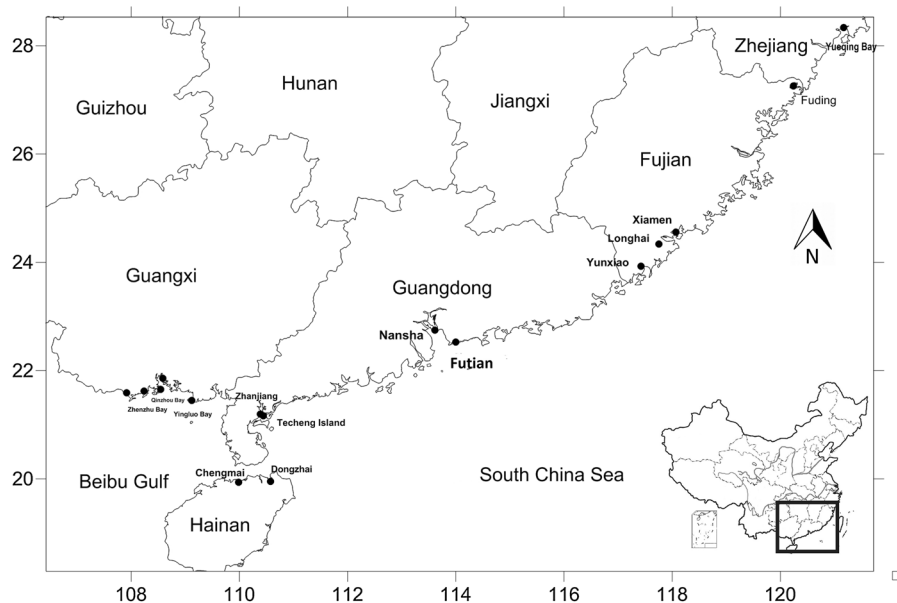 28
26
24
22
20
108
110
112
114
116
118
120
Zhejiang
Yueqing Bay
Hunan
Jiangxi
Guizhou
Fuding
Fujian
Xiamen
Longhai
Yunxiao
N
Guangxi
Guangdong
Nansha
Futian
Zhanjiang
Qinzhou Bay
Zhenzhu Bay
Yingluo Bay
Techeng Island
Chengmai
Dongzhai
Beibu Gulf
South China Sea
Hainan